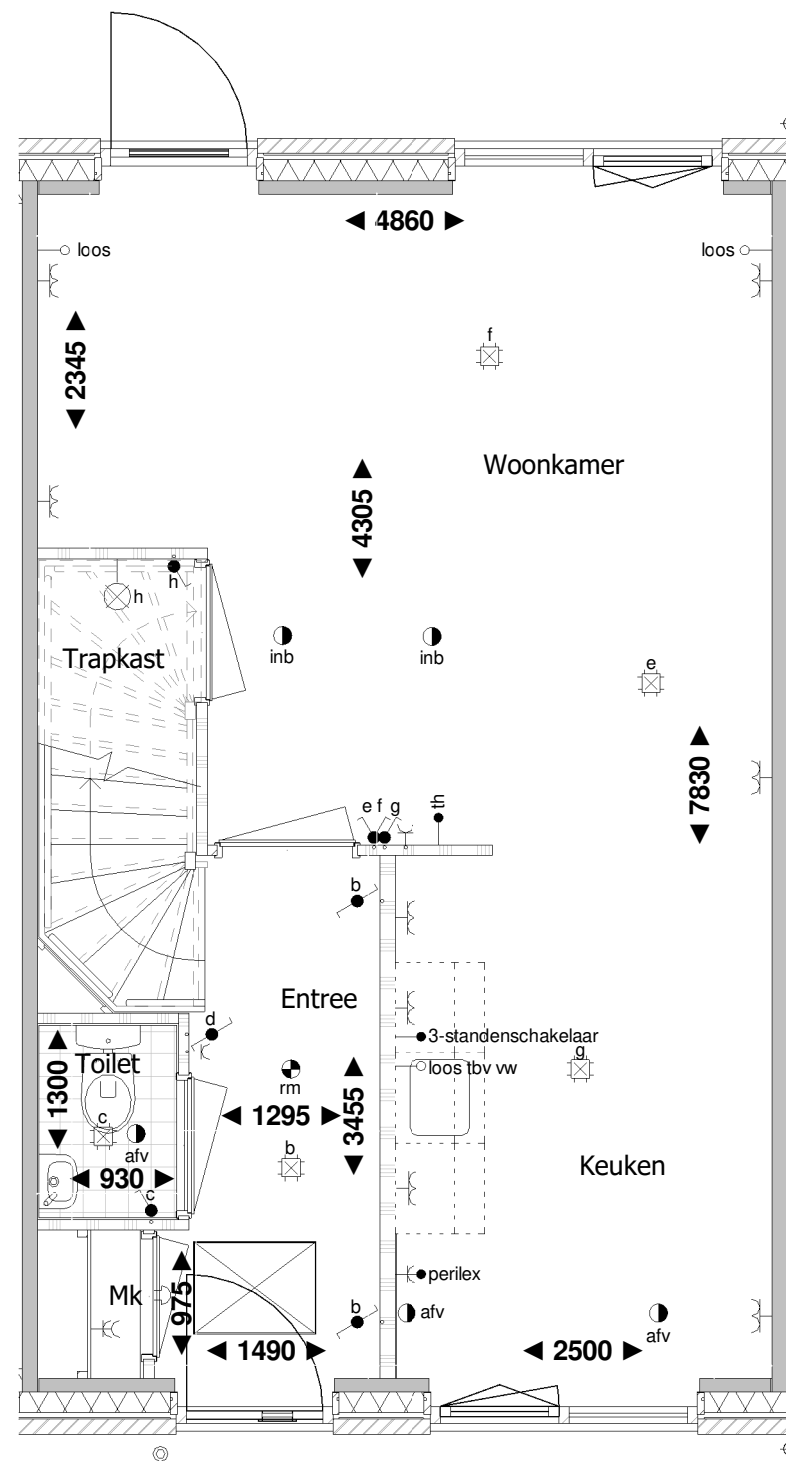 4860
loos
loos
2345
f
Woonkamer
4305
h
h
Trapkast
inb
inb
e
7830
e f g
th
b
Entree
d
3-standenschakelaar
Toilet
g
loos tbv vw
1300
rm
1295
3455
c
afv
b
Keuken
930
c
perilex
Mk
975
b
afv
afv
1490
2500